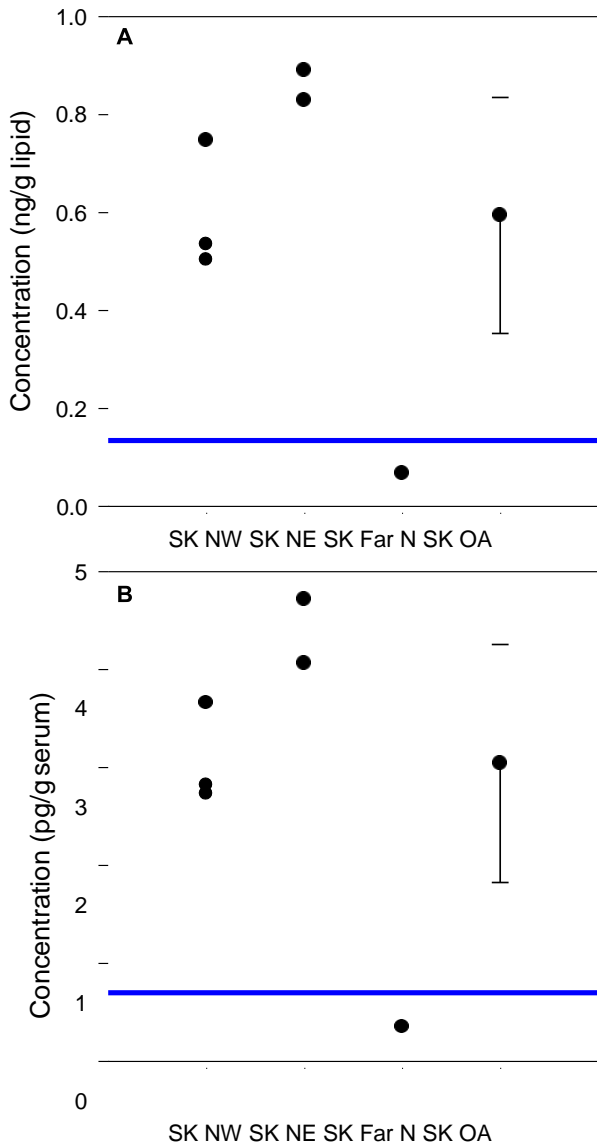 A
1.0
0.8
0.6
0.4
0.2
0.0
Concentration (ng/g lipid)
SK NW SK NE SK Far N SK OA
B
5
4
3
2
1
0
Concentration (pg/g serum)
SK NW SK NE SK Far N SK OA